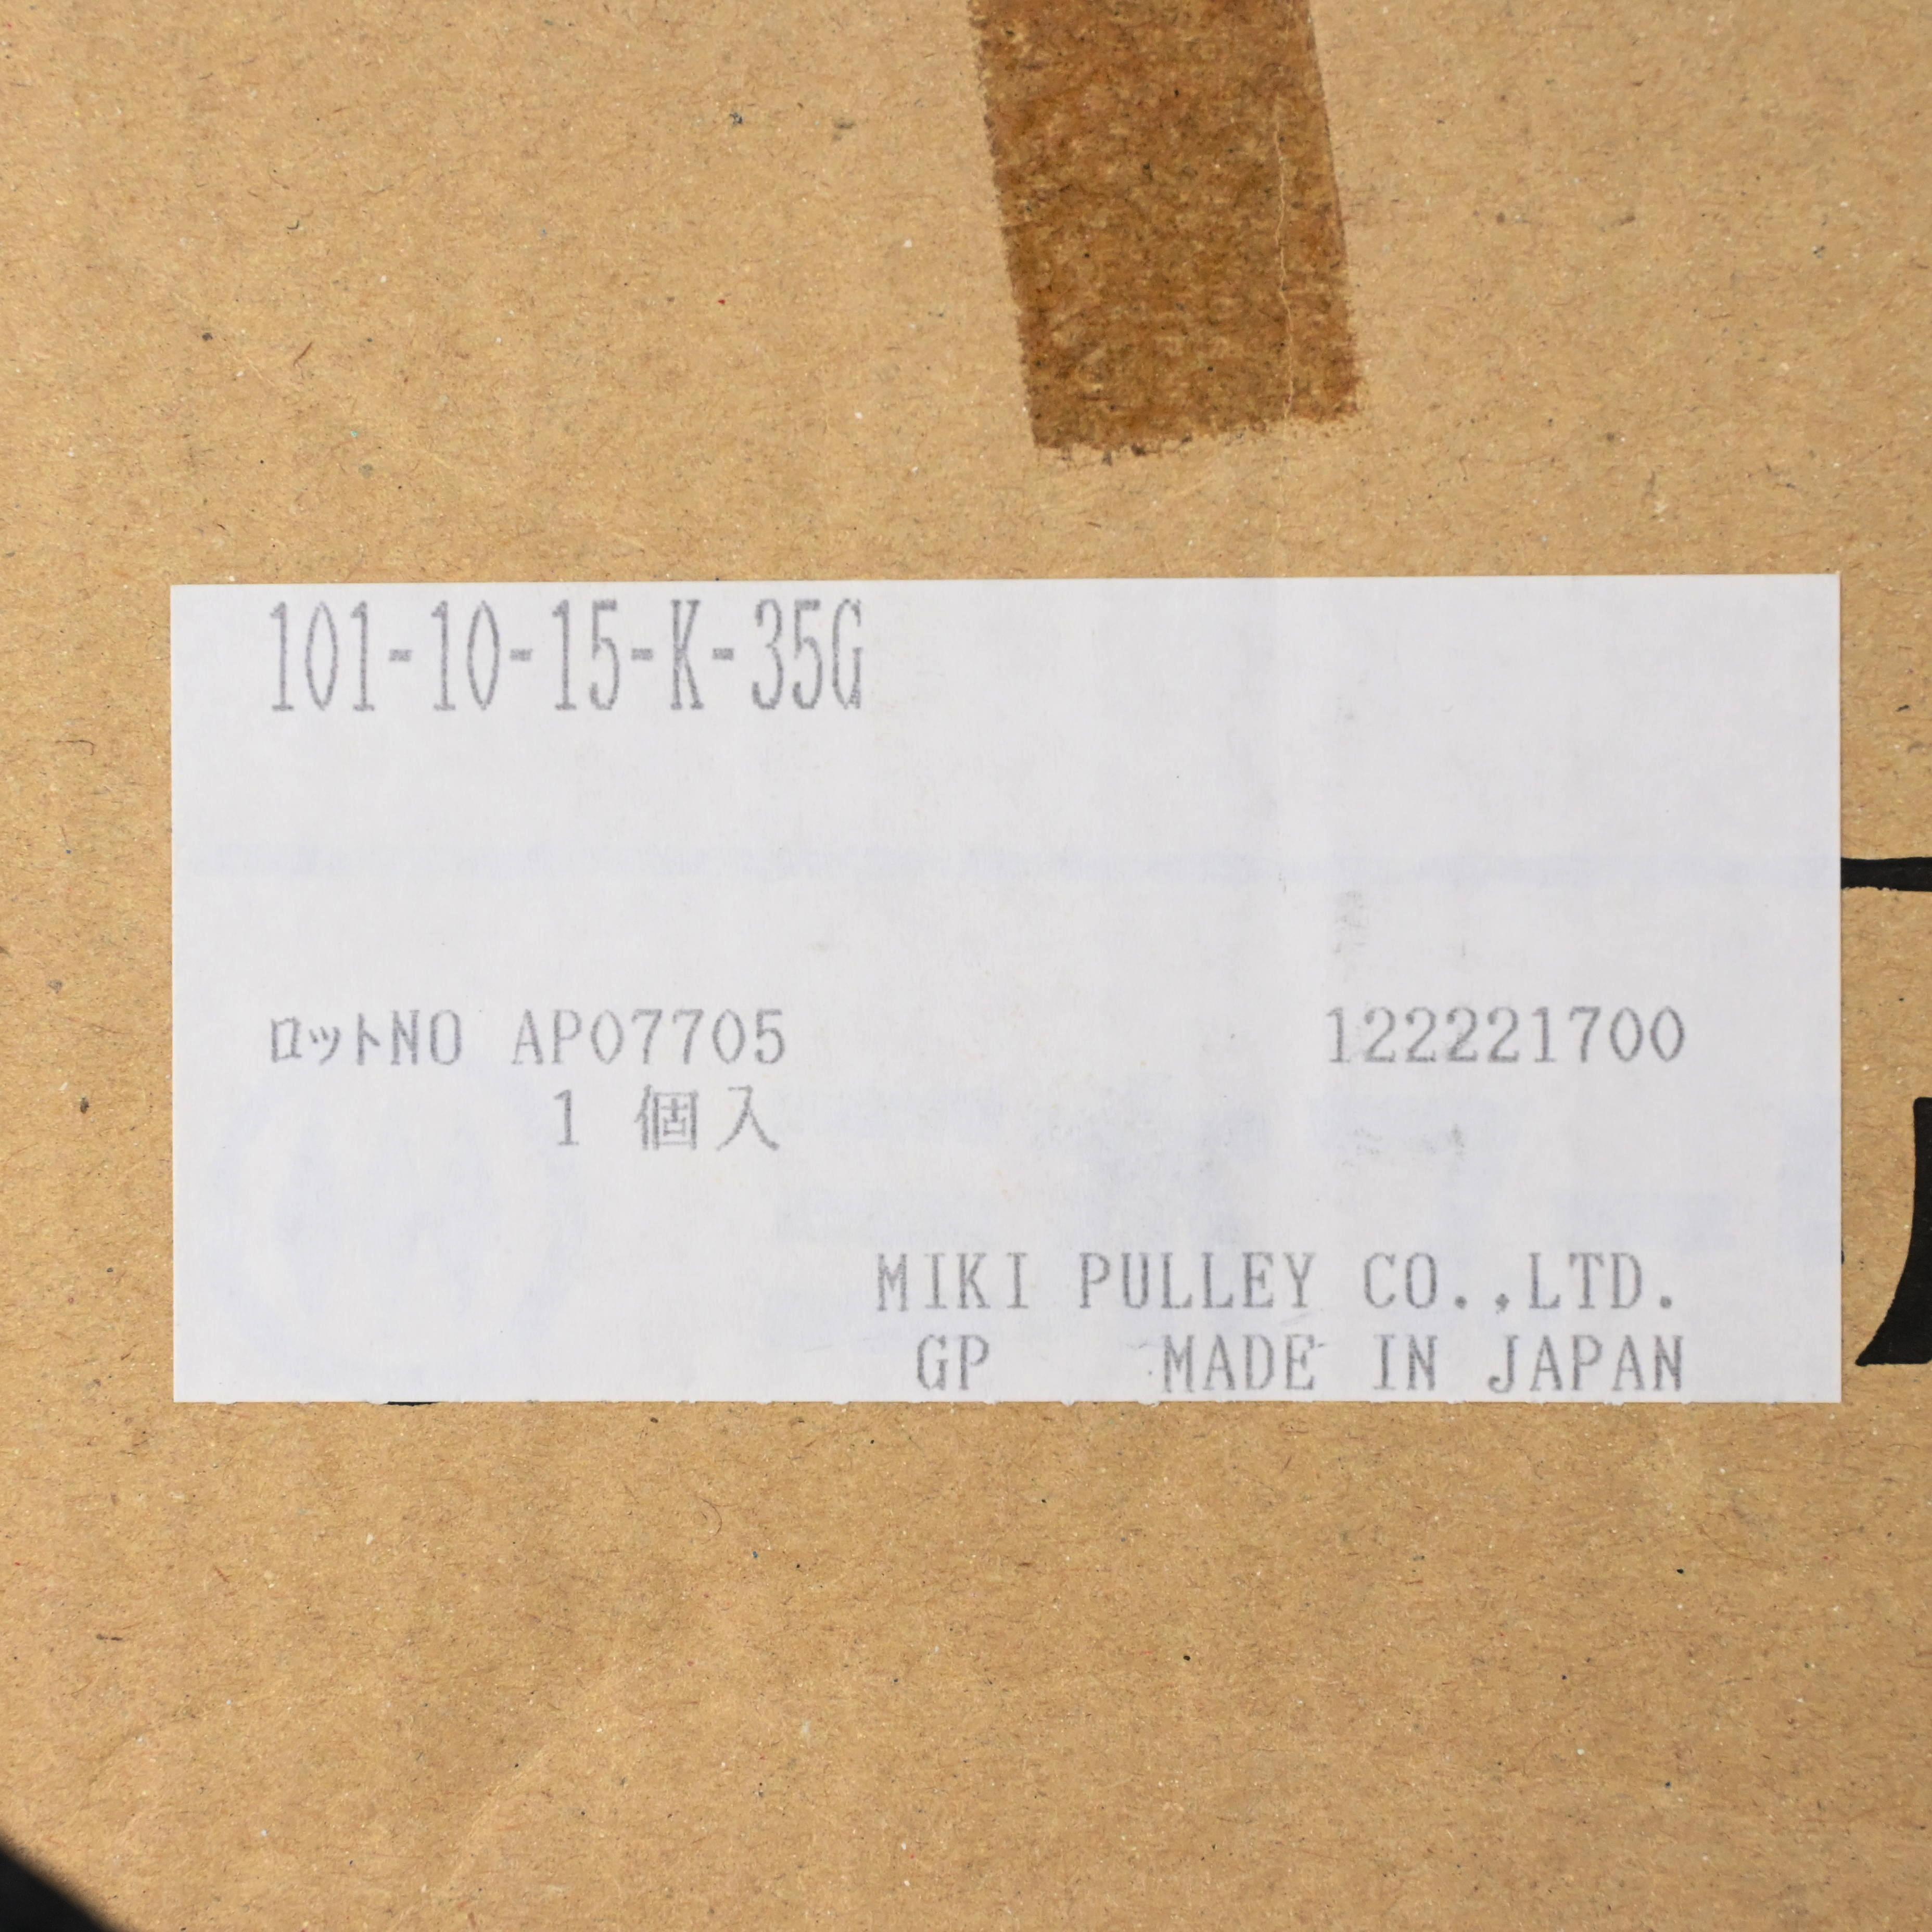 101-10-15-K-35G
ロットNO AP07705 122221700
1 個入
MIKI PULLEY CO.,LTD.
GP MADE IN JAPAN